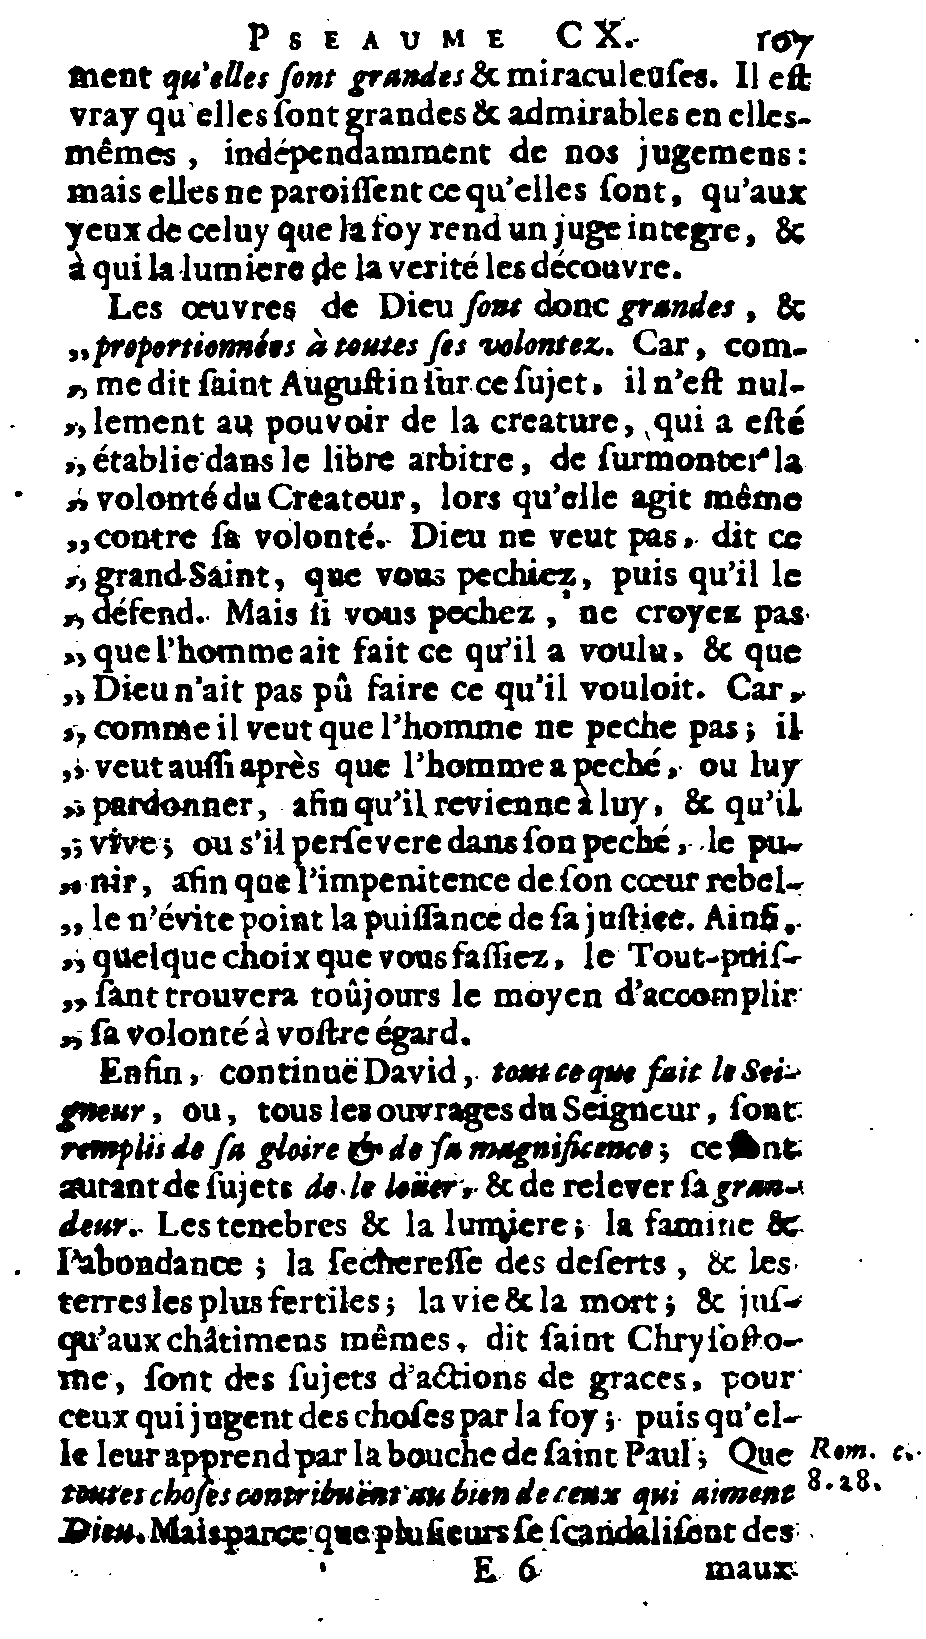 PSEAUME CX. 107
ment qu'elles ſont grandes & miraculeuſes. Il eſt
vray qu'elles ſont grandes & admirables en elles-
mêmes, indépendamment de nos jugemens:
mais elles ne paroiſſent ce qu'elles ſont, qu'aux
yeux de celuy que la foy rend un juge integre, &
à qui la lumiere de la verité les découvre.
Les œuvres de Dieu ſont donc grandes, &
„ proportionnées à toutes ſes volontez. Car, com-
„ me dit ſaint Auguſtin ſur ce ſujet, il n'eſt nul-
„ lement au pouvoir de la creature, qui a eſté
„ établie dans le libre arbitre, de ſurmonter la
„ volonté du Createur, lors qu'elle agit même
„ contre ſa volonté. Dieu ne veut pas, dit ce
„ grand Saint, que vous pechiez, puis qu'il le
„ défend. Mais ſi vous pechez, ne croyez pas
„ que l'homme ait fait ce qu'il a voulu, & que
„ Dieu n'ait pas pû faire ce qu'il vouloit. Car,
„ comme il veut que l'homme ne peche pas; il
„ veut auſſi après que l'homme a peché, ou luy
„ pardonner, afin qu'il revienne à luy, & qu'il
„ vive; ou s'il perſevere dans ſon peché, le pu-
„ nir, afin que l'impenitence de ſon cœur rebel-
„ le n'évite point la puiſſance de ſa juſtice. Ainſi,
„ quelque choix que vous faſſiez, le Tout-puiſ-
„ ſant trouvera toûjours le moyen d'accomplir
„ ſa volonté à voſtre égard.
Enfin, continuë David, tout ce que fait le Sei-
gneur, ou, tous les ouvrages du Seigneur, ſont
remplis de ſa gloire & de ſa magnificence; ce ſont
autant de ſujets de le loüer, & de relever ſa gran-
deur. Les tenebres & la lumiere; la famine &
l'abondance; la ſechereſſe des deſerts, & les
terres les plus fertiles; la vie & la mort; & juſ-
qu'aux châtimens mêmes, dit ſaint Chryſoſto-
me, ſont des ſujets d'actions de graces, pour
ceux qui jugent des choſes par la foy; puis qu'el-
le leur apprend par la bouche de ſaint Paul; Que
toutes choſes contribuënt au bien de ceux qui aiment
Dieu. Mais parce que pluſieurs ſe ſcandaliſent des
Rom. c.
8. 28.
E 6 maux